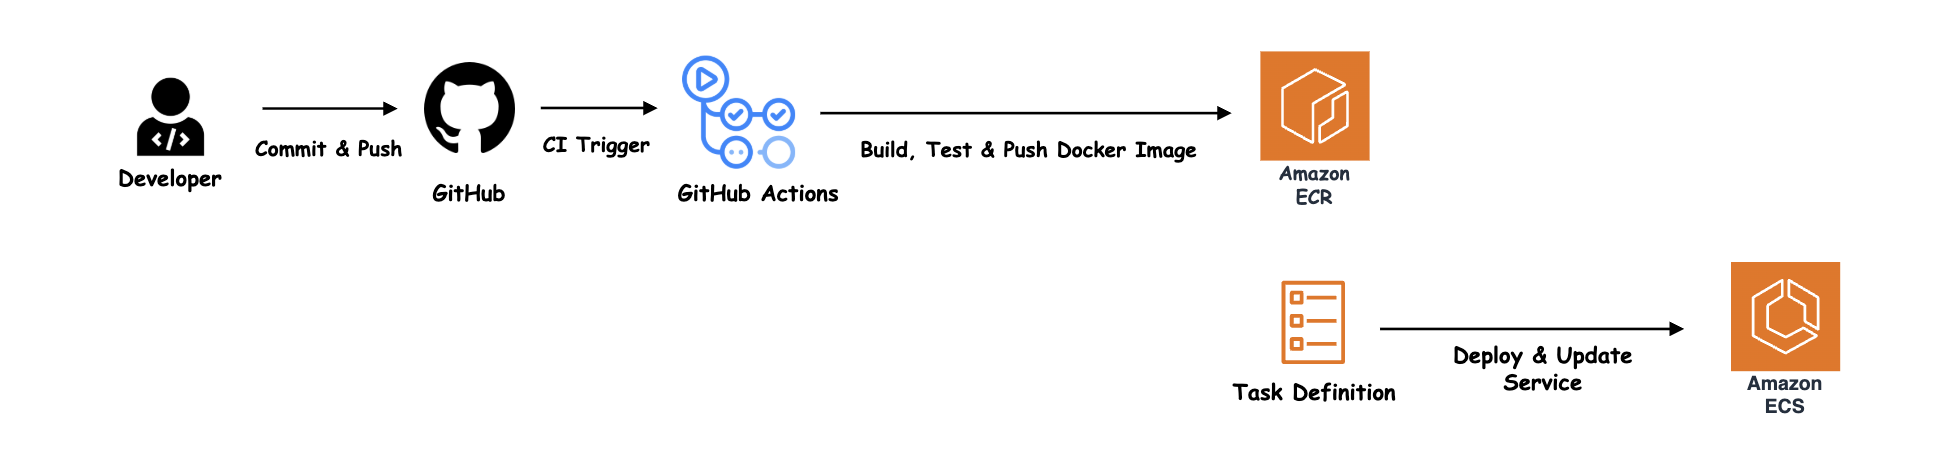 Commit & Push
Developer
GitHub
CI Trigger
GitHub Actions
Build, Test & Push Docker Image
Amazon
ECR
Task Definition
Deploy & Update
Service
Amazon
ECS